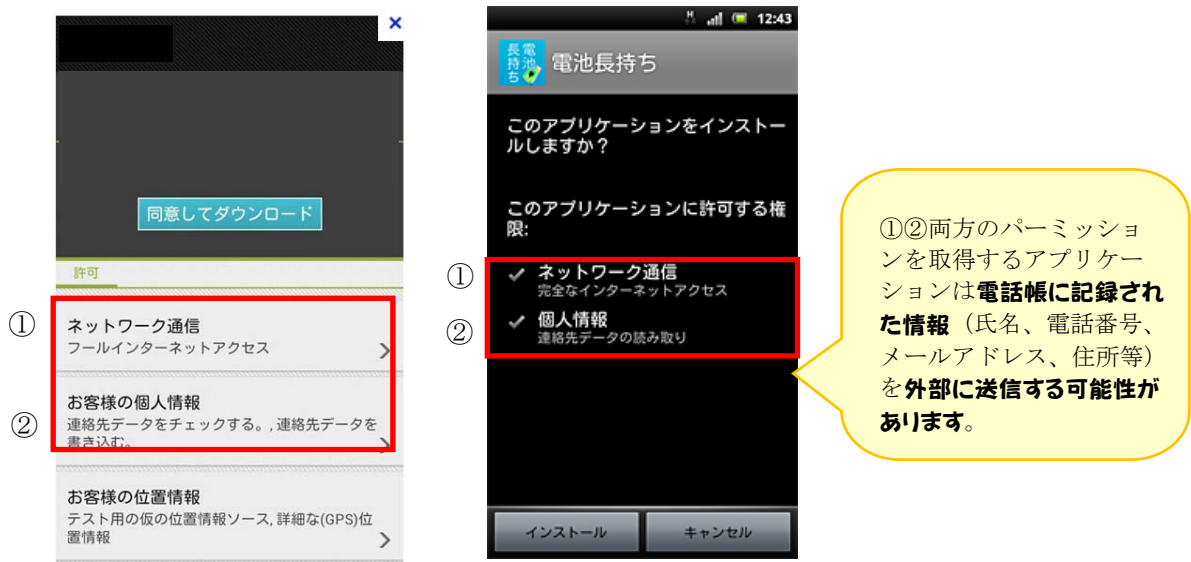 ×
同意してダウンロード
許可
①
ネットワーク通信
フールインターネットアクセス
②
お客様の個人情報
連絡先データをチェックする。, 連絡先データを
書き込む。
お客様の位置情報
テスト用の仮の位置情報ソース, 詳細な(GPS)位
置情報
H 12:43
長電
持池
ち
電池長持ち
このアプリケーションをインストー
ルしますか？
このアプリケーションに許可する権
限:
①
ネットワーク通信
完全なインターネットアクセス
②
個人情報
連絡先データの読み取り
インストール
キャンセル
①②両方のパーミッショ
ンを取得するアプリケー
ションは電話帳に記録され
た情報（氏名、電話番号、
メールアドレス、住所等）
を外部に送信する可能性が
あります。